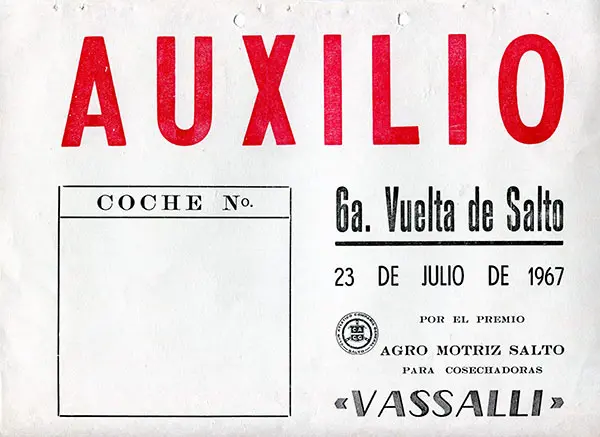 AUXILIO
COCHE No.
6a. Vuelta de Salto
23 DE JULIO DE 1967
POR EL PREMIO
AGRO MOTRIZ SALTO
PARA COSECHADORAS
«VASSALLI»